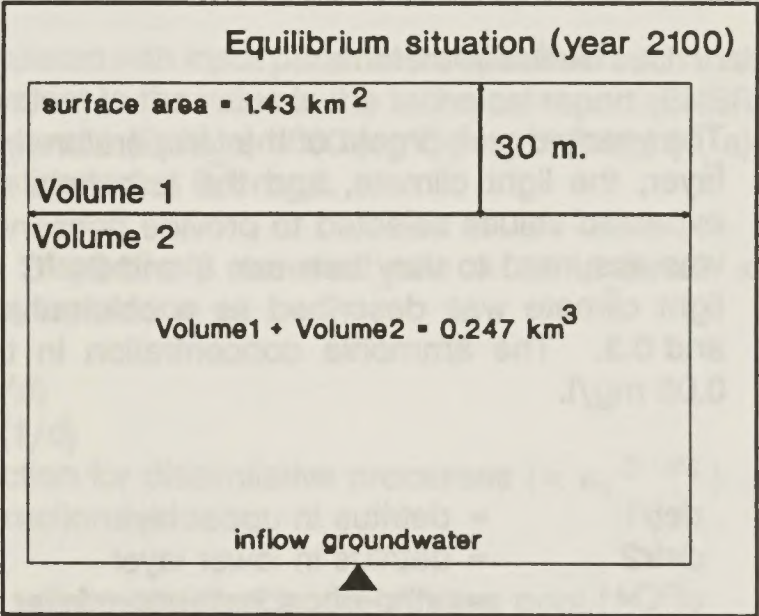 Equilibrium situation (year 2100)
surface area = 1.43 km2
30 m.
Volume 1
Volume 2
Volume1 + Volume2 = 0.247 km3
inflow groundwater